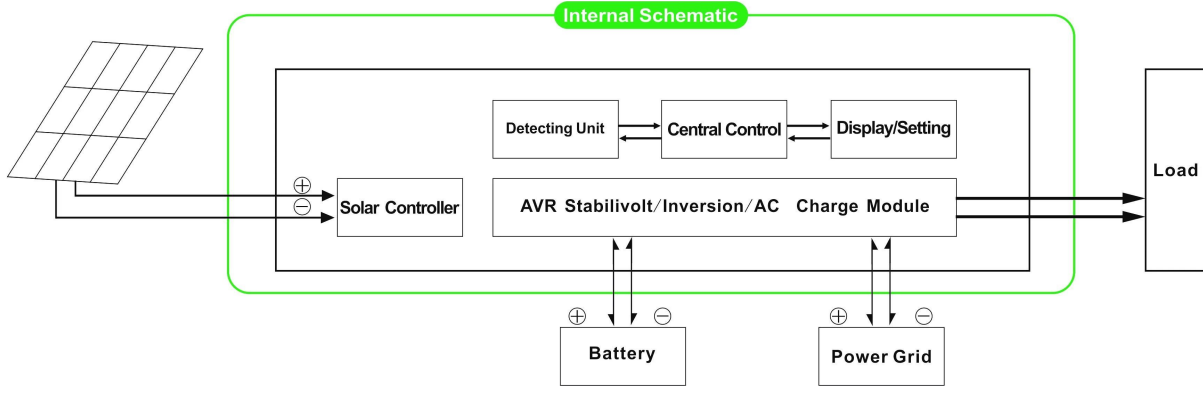 Internal Schematic
Detecting Unit
Central Control
Display/Setting
Load
+
−
Solar Controller
AVR Stabilivolt/Inversion/AC Charge Module
+
−
+
−
Battery
Power Grid